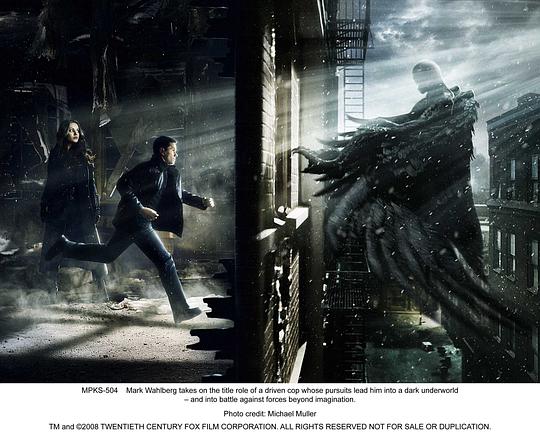 MPKS-504 Mark Wahlberg takes on the title role of a driven cop whose pursuits lead him into a dark underworld
– and into battle against forces beyond imagination.
Photo credit: Michael Muller
TM and ©2008 TWENTIETH CENTURY FOX FILM CORPORATION. ALL RIGHTS RESERVED NOT FOR SALE OR DUPLICATION.